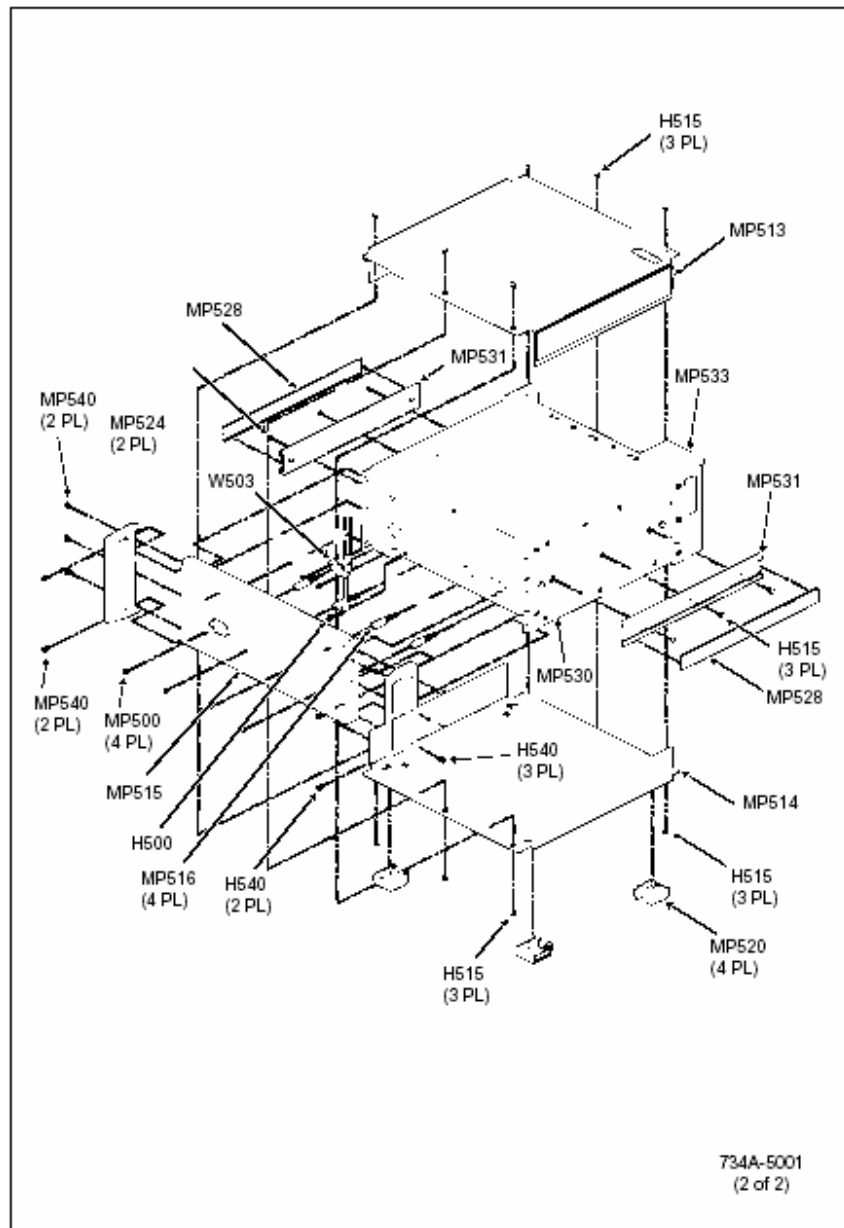 H515
(3 PL)
MP513
MP528
MP531
MP533
MP540
(2 PL)
MP524
(2 PL)
W503
MP531
H515
(3 PL)
MP530
MP528
MP540
(2 PL)
MP500
(4 PL)
H540
(3 PL)
MP515
MP514
H500
MP516
(4 PL)
H540
(2 PL)
H515
(3 PL)
MP520
(4 PL)
H515
(3 PL)
734A-5001
(2 of 2)